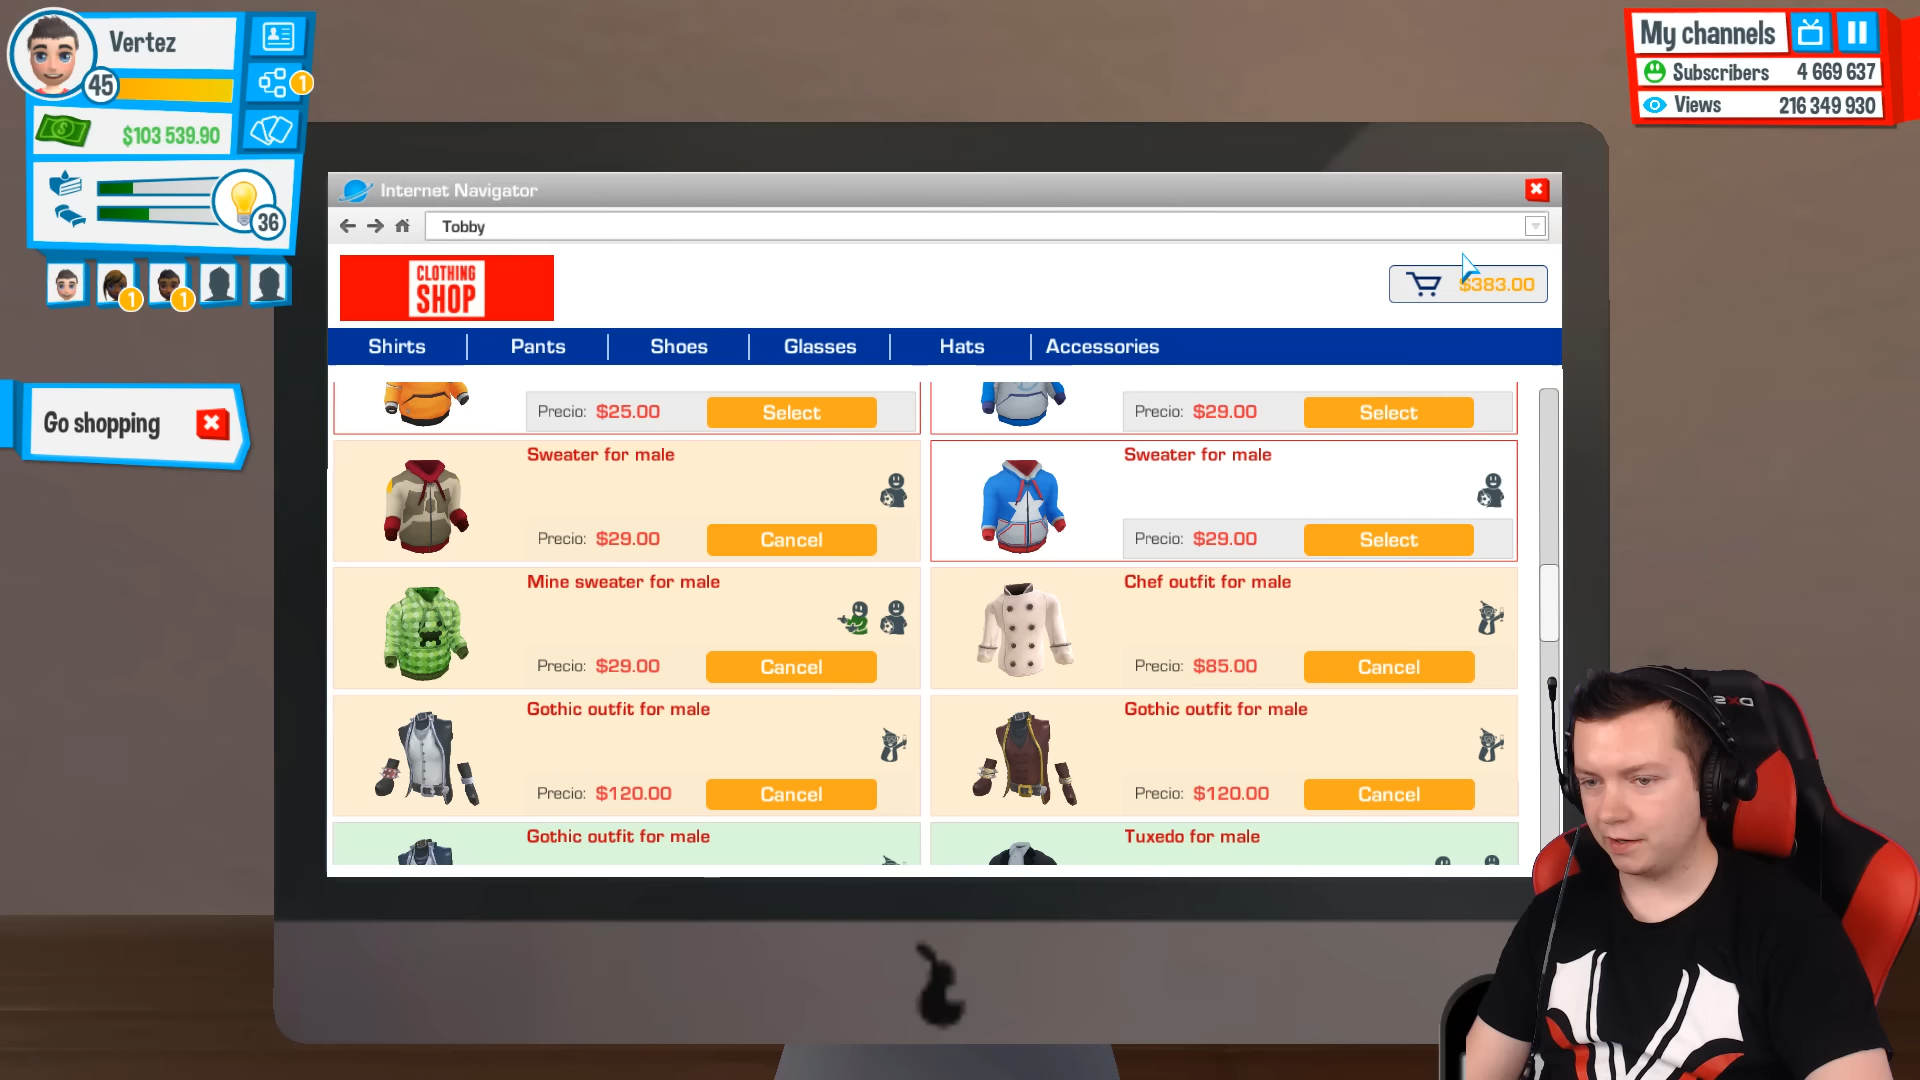 Vertez
45
1
$103 539.90
36
1
1
Go shopping
My channels
Subscribers 4 669 637
Views 216 349 930
Internet Navigator
Tobby
CLOTHING
SHOP
$383.00
Shirts Pants Shoes Glasses Hats Accessories
Precio: $25.00 Select
Precio: $29.00 Select
Sweater for male
Precio: $29.00 Cancel
Sweater for male
Precio: $29.00 Select
Mine sweater for male
Precio: $29.00 Cancel
Chef outfit for male
Precio: $85.00 Cancel
Gothic outfit for male
Precio: $120.00 Cancel
Gothic outfit for male
Precio: $120.00 Cancel
Gothic outfit for male
Tuxedo for male